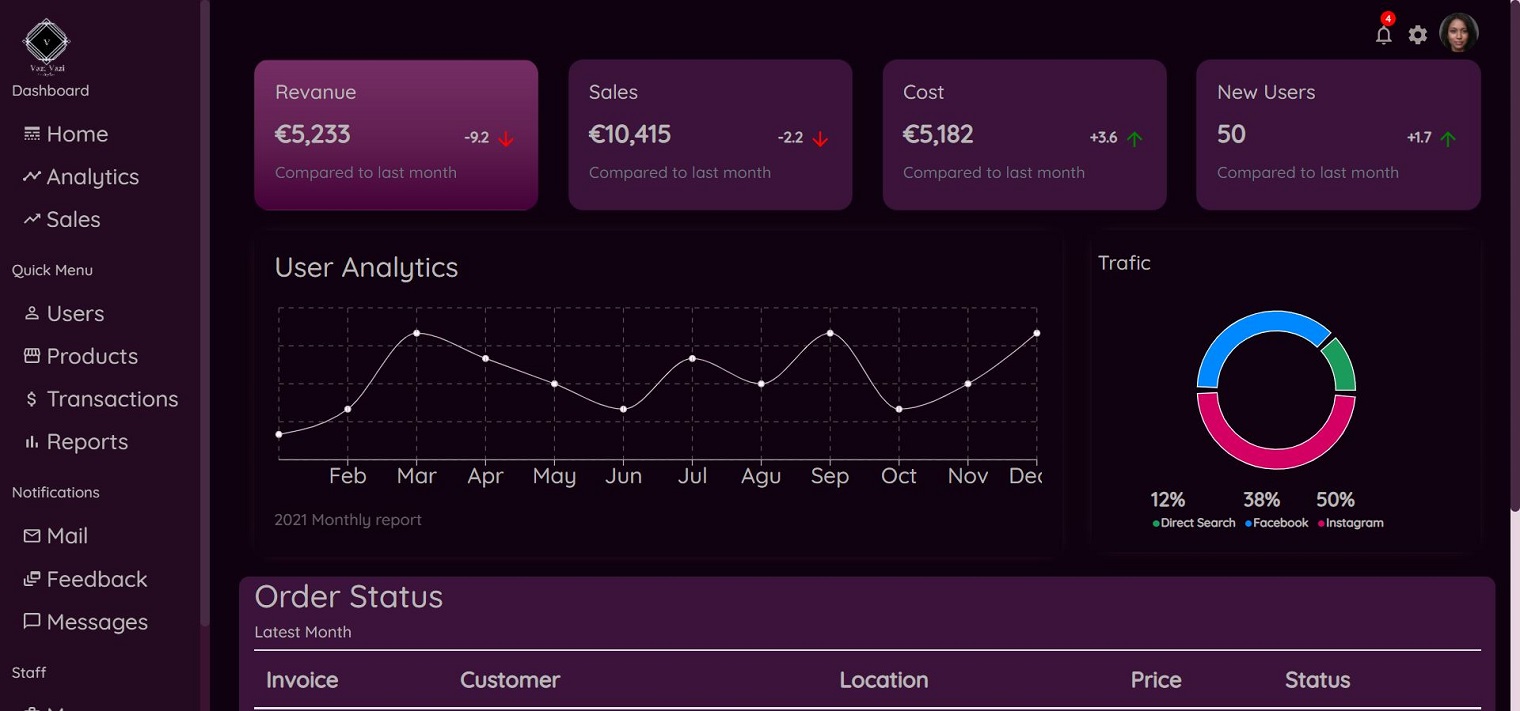 V
Vazi Vazi
Dashboard
Home
Analytics
Sales
Quick Menu
Users
Products
$ Transactions
Reports
Notifications
Mail
Feedback
Messages
Staff
4
Revanue
€5,233 -9.2
Compared to last month
Sales
€10,415 -2.2
Compared to last month
Cost
€5,182 +3.6
Compared to last month
New Users
50 +1.7
Compared to last month
User Analytics
Feb Mar Apr May Jun Jul Agu Sep Oct Nov Dec
2021 Monthly report
Trafic
12% 38% 50%
Direct Search Facebook Instagram
Order Status
Latest Month
Invoice Customer Location Price Status